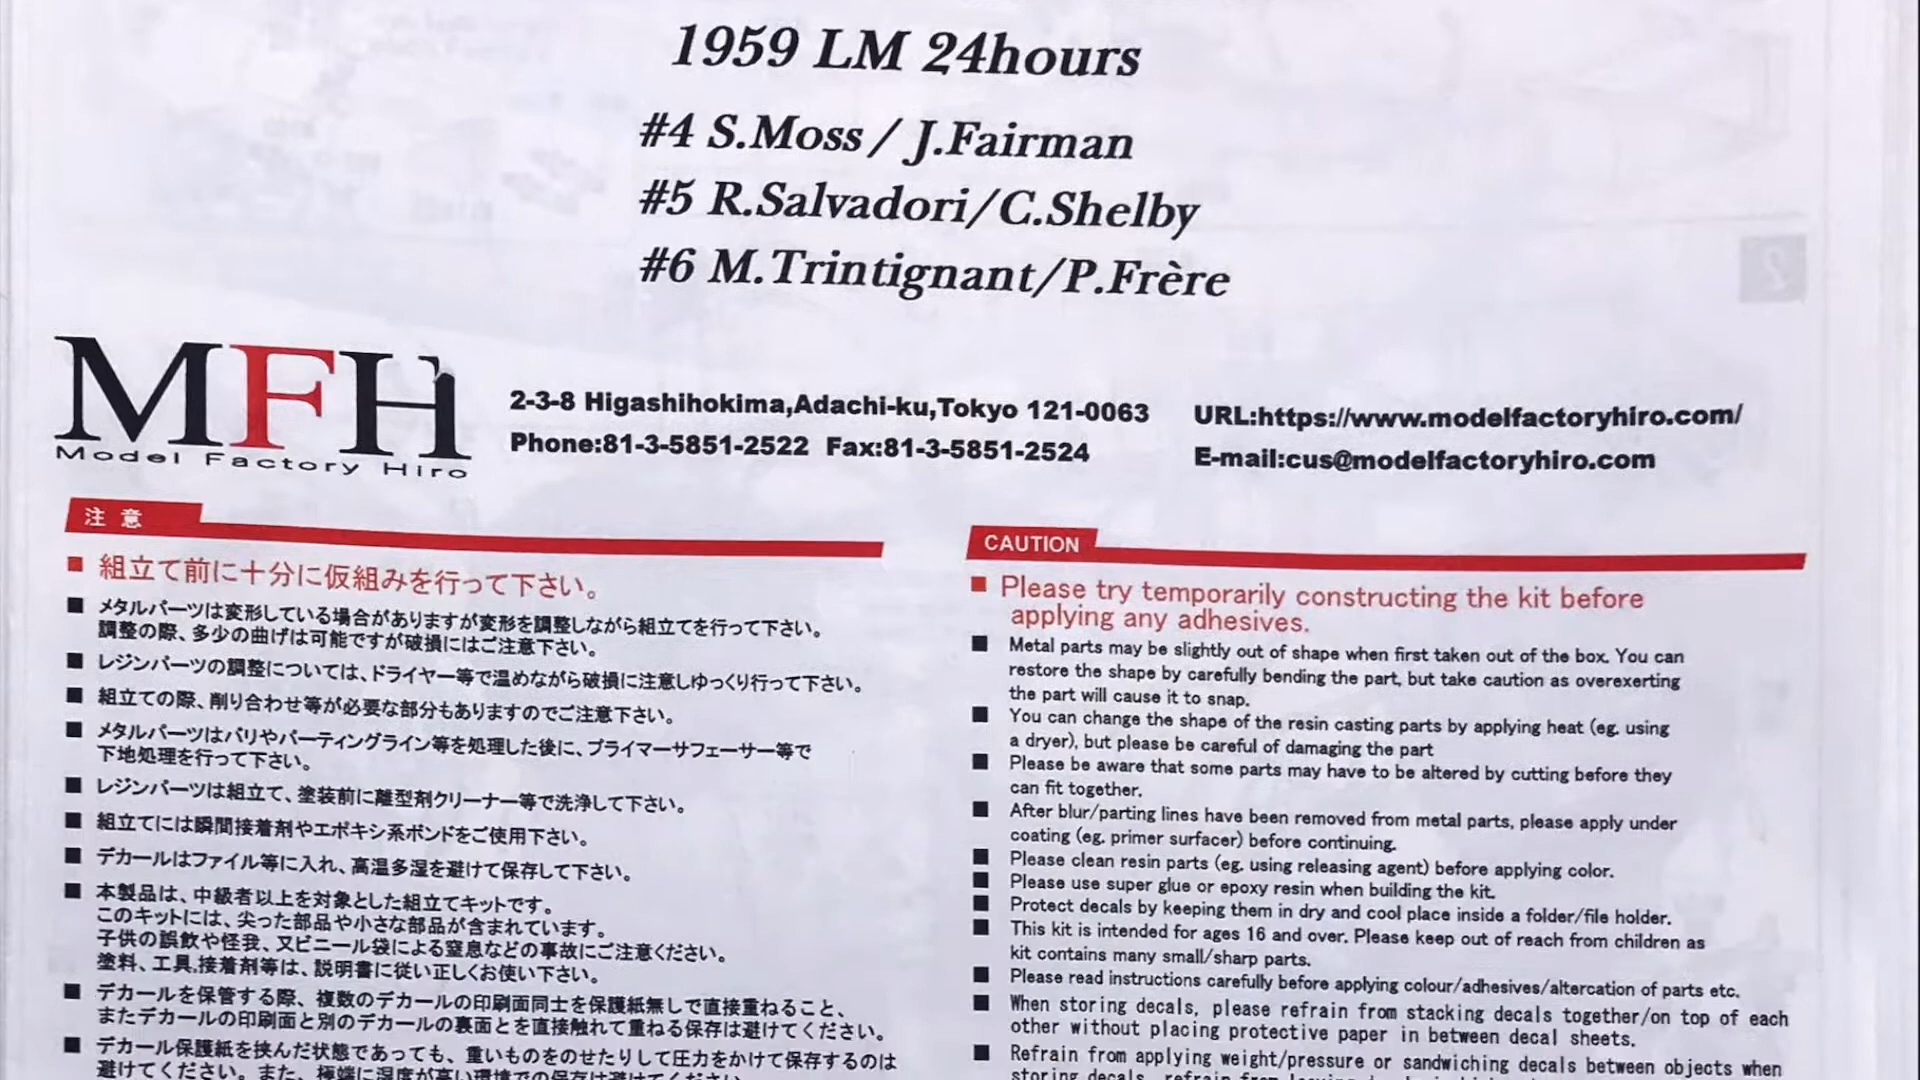 1959 LM 24hours
#4 S.Moss / J.Fairman
#5 R.Salvadori/C.Shelby
#6 M.Trintignant/P.Frère
MFH
Model Factory Hiro
2-3-8 Higashihokima,Adachi-ku,Tokyo 121-0063
Phone:81-3-5851-2522 Fax:81-3-5851-2524
URL:https://www.modelfactoryhiro.com/
E-mail:cus@modelfactoryhiro.com
注意
■ 組立て前に十分に仮組みを行って下さい。
■ メタルパーツは変形している場合がありますが変形を調整しながら組立てを行って下さい。
調整の際、多少の曲げは可能ですが破損にはご注意下さい。
■ レジンパーツの調整については、ドライヤー等で温めながら破損に注意しゆっくり行って下さい。
■ 組立ての際、削り合わせ等が必要な部分もありますのでご注意下さい。
■ メタルパーツはバリやパーティングライン等を処理した後に、プライマーサフェーサー等で
下地処理を行って下さい。
■ レジンパーツは組立て、塗装前に離型剤クリーナー等で洗浄して下さい。
■ 組立てには瞬間接着剤やエポキシ系ボンドをご使用下さい。
■ デカールはファイル等に入れ、高温多湿を避けて保存して下さい。
■ 本製品は、中級者以上を対象とした組立てキットです。
このキットには、尖った部品や小さな部品が含まれています。
子供の誤飲や怪我、又ビニール袋による窒息などの事故にご注意ください。
塗料、工具,接着剤等は、説明書に従い正しくお使い下さい。
■ デカールを保管する際、複数のデカールの印刷面同士を保護紙無しで直接重ねること、
またデカールの印刷面と別のデカールの裏面とを直接触れて重ねる保存は避けてください。
■ デカール保護紙を挟んだ状態であっても、重いものをのせたりして圧力をかけて保存するのは
避けてください。また、極端に湿度が高い環境での保存は避けてください。
CAUTION
■ Please try temporarily constructing the kit before
applying any adhesives.
■ Metal parts may be slightly out of shape when first taken out of the box. You can
restore the shape by carefully bending the part, but take caution as overexerting
the part will cause it to snap.
■ You can change the shape of the resin casting parts by applying heat (eg. using
a dryer), but please be careful of damaging the part
■ Please be aware that some parts may have to be altered by cutting before they
can fit together.
■ After blur/parting lines have been removed from metal parts, please apply under
coating (eg. primer surfacer) before continuing.
■ Please clean resin parts (eg. using releasing agent) before applying color.
■ Please use super glue or epoxy resin when building the kit.
■ Protect decals by keeping them in dry and cool place inside a folder/file holder.
■ This kit is intended for ages 16 and over. Please keep out of reach from children as
kit contains many small/sharp parts.
■ Please read instructions carefully before applying colour/adhesives/altercation of parts etc.
■ When storing decals, please refrain from stacking decals together/on top of each
other without placing protective paper in between decal sheets.
■ Refrain from applying weight/pressure or sandwiching decals between objects when
storing decals, refrain from